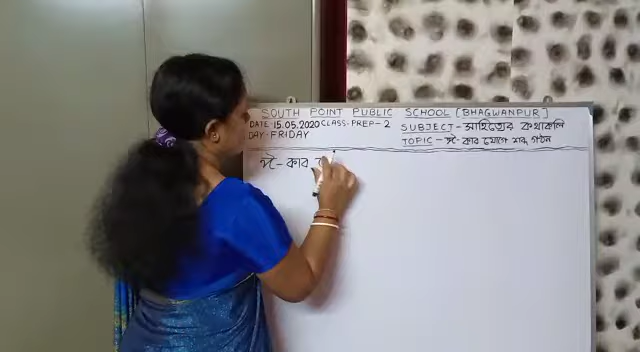 SOUTH POINT PUBLIC SCHOOL [BHAGWANPUR]
DATE 15.05.2020 CLASS-PREP-2
DAY-FRIDAY
SUBJECT-সাহিত্যের কথাকলি
TOPIC-ঈ-কার যোগে শব্দ গঠন
ঈ-কার